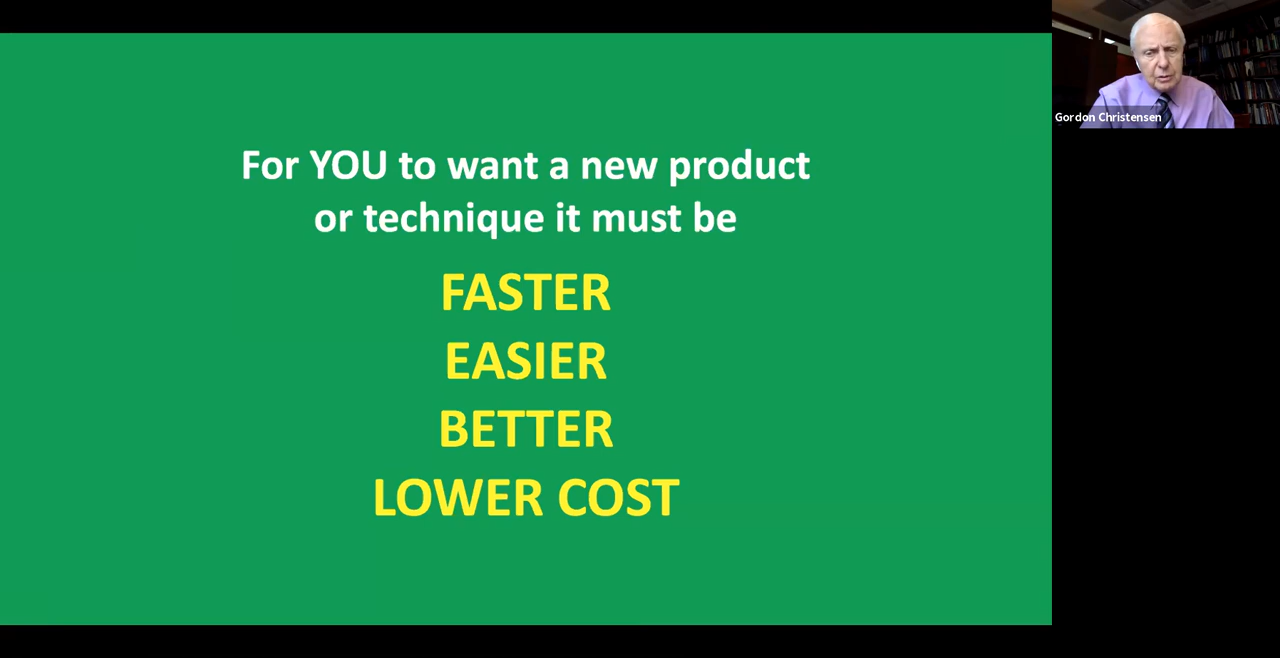 For YOU to want a new product
or technique it must be
FASTER
EASIER
BETTER
LOWER COST
Gordon Christensen